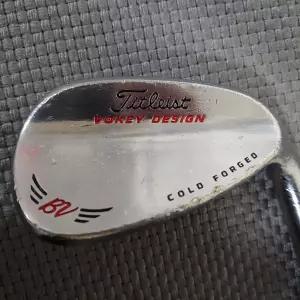 Titleist
VOKEY DESIGN
COLD FORGED
BV